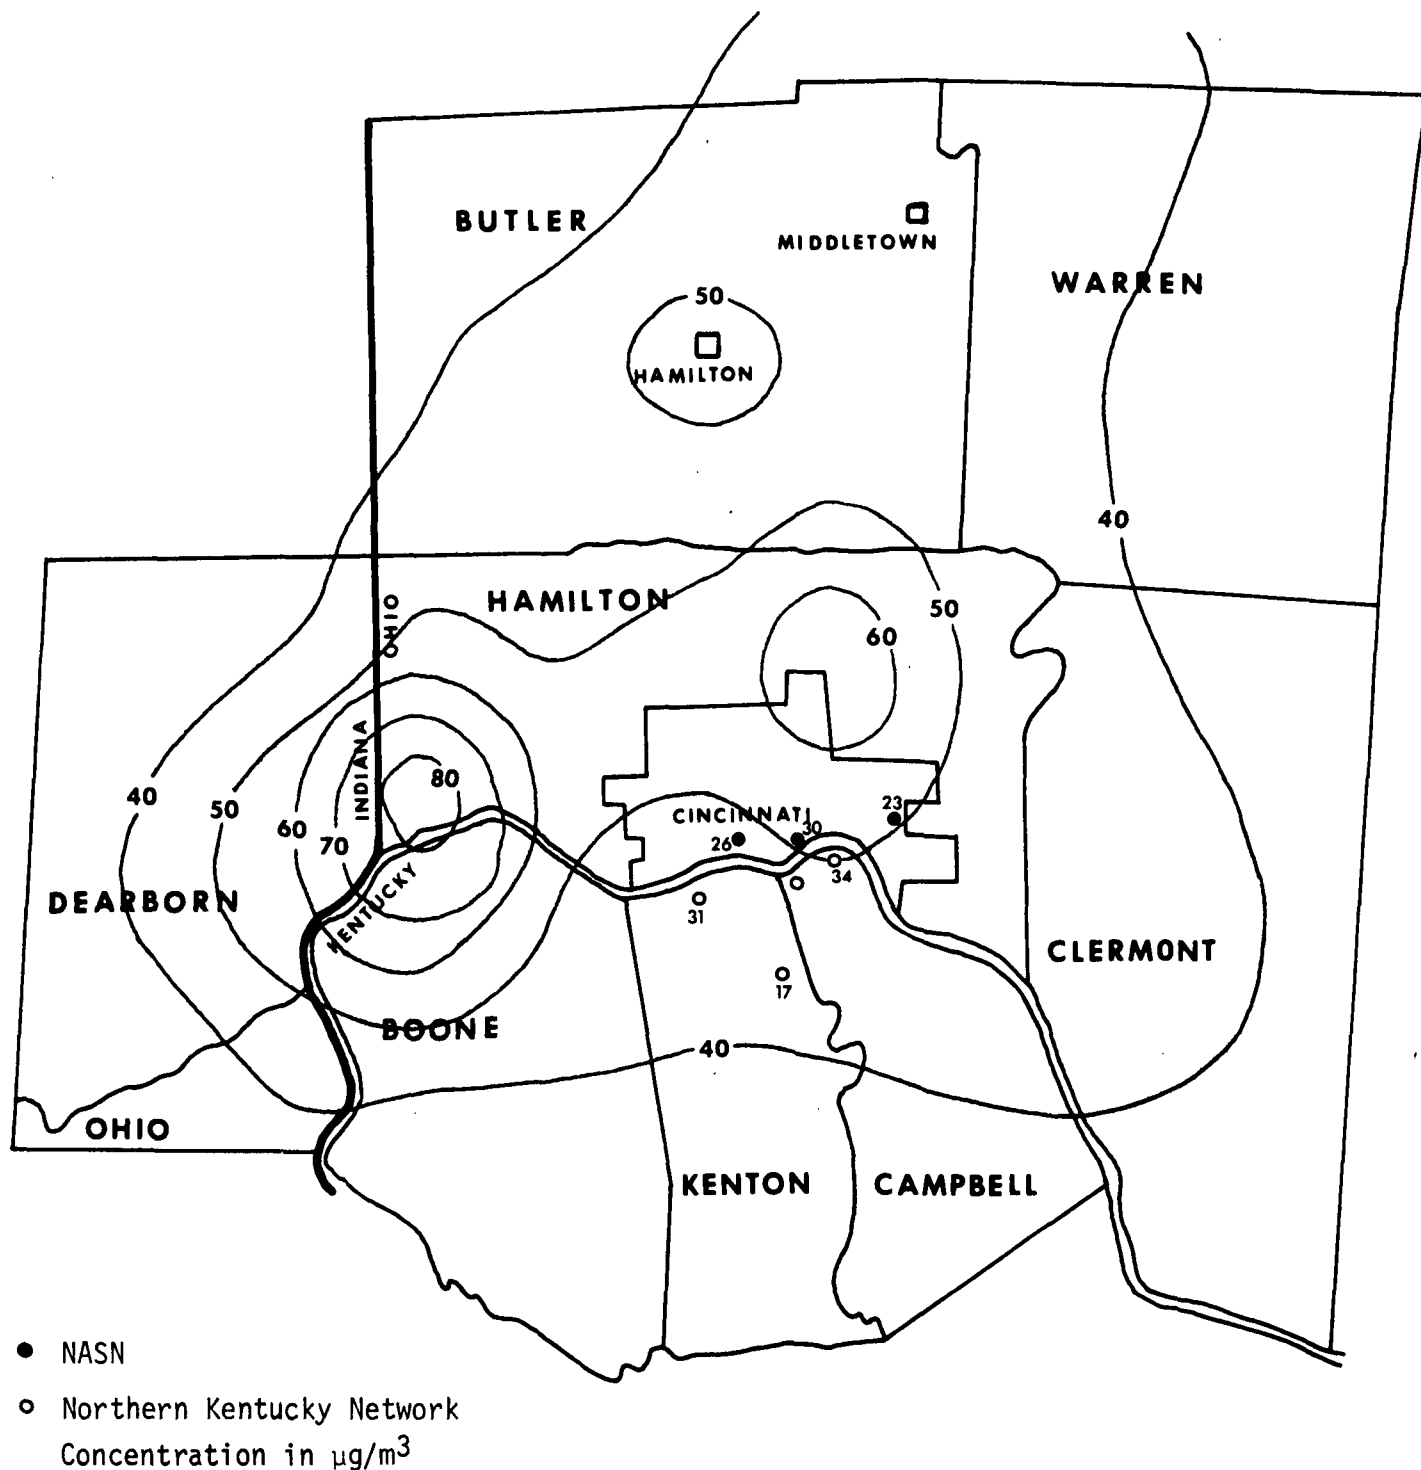 BUTLER
MIDDLETOWN
WARREN
50
HAMILTON
40
HAMILTON
OHIO
50
60
INDIANA
80
40
50
60
70
CINCINNATI
23
30
26
34
KENTUCKY
31
DEARBORN
CLERMONT
17
BOONE
40
OHIO
KENTON
CAMPBELL
● NASN
○ Northern Kentucky Network
Concentration in µg/m³